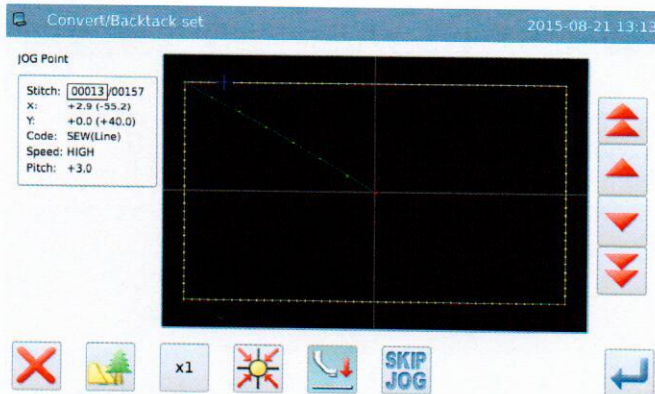 Convert/Backtack set
2015-08-21 13:13
JOG Point
Stitch: 00013/00157
X: +2.9 (-55.2)
Y: +0.0 (+40.0)
Code: SEW(Line)
Speed: HIGH
Pitch: +3.0
x1
SKIP
JOG